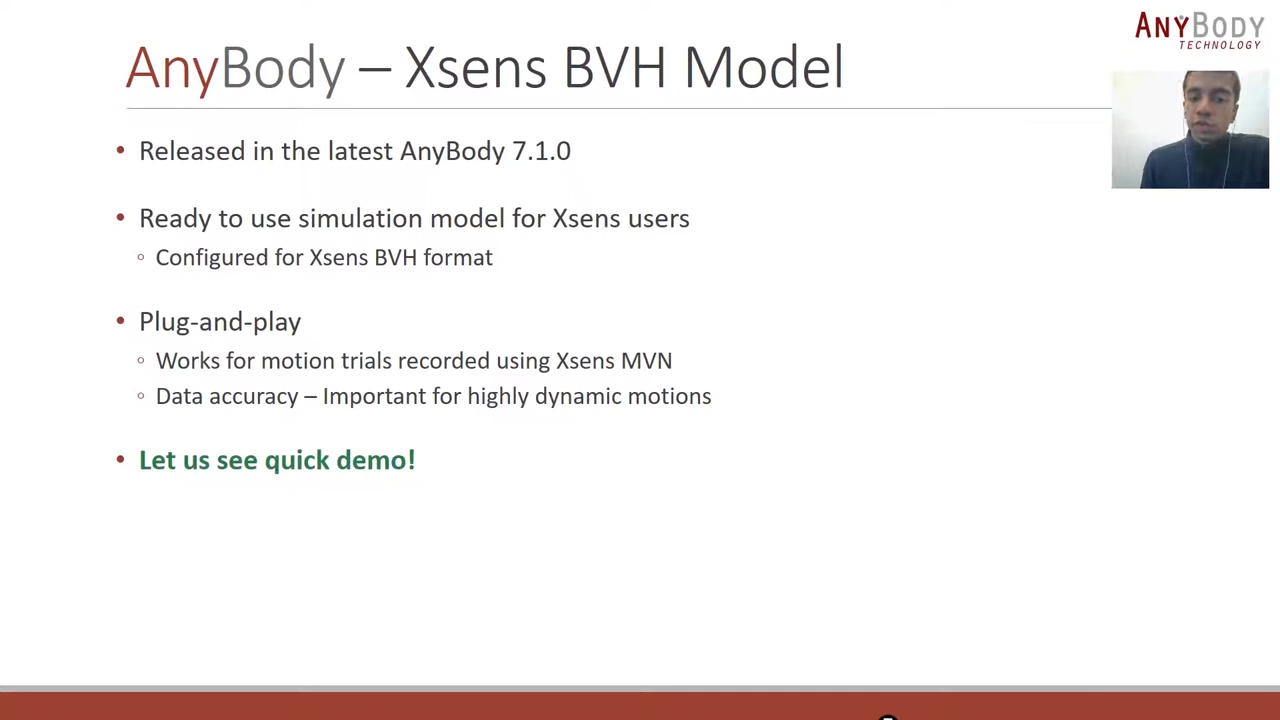 AnyBody – Xsens BVH Model
ANYBODY
TECHNOLOGY
• Released in the latest AnyBody 7.1.0
• Ready to use simulation model for Xsens users
◦ Configured for Xsens BVH format
• Plug-and-play
◦ Works for motion trials recorded using Xsens MVN
◦ Data accuracy – Important for highly dynamic motions
• Let us see quick demo!